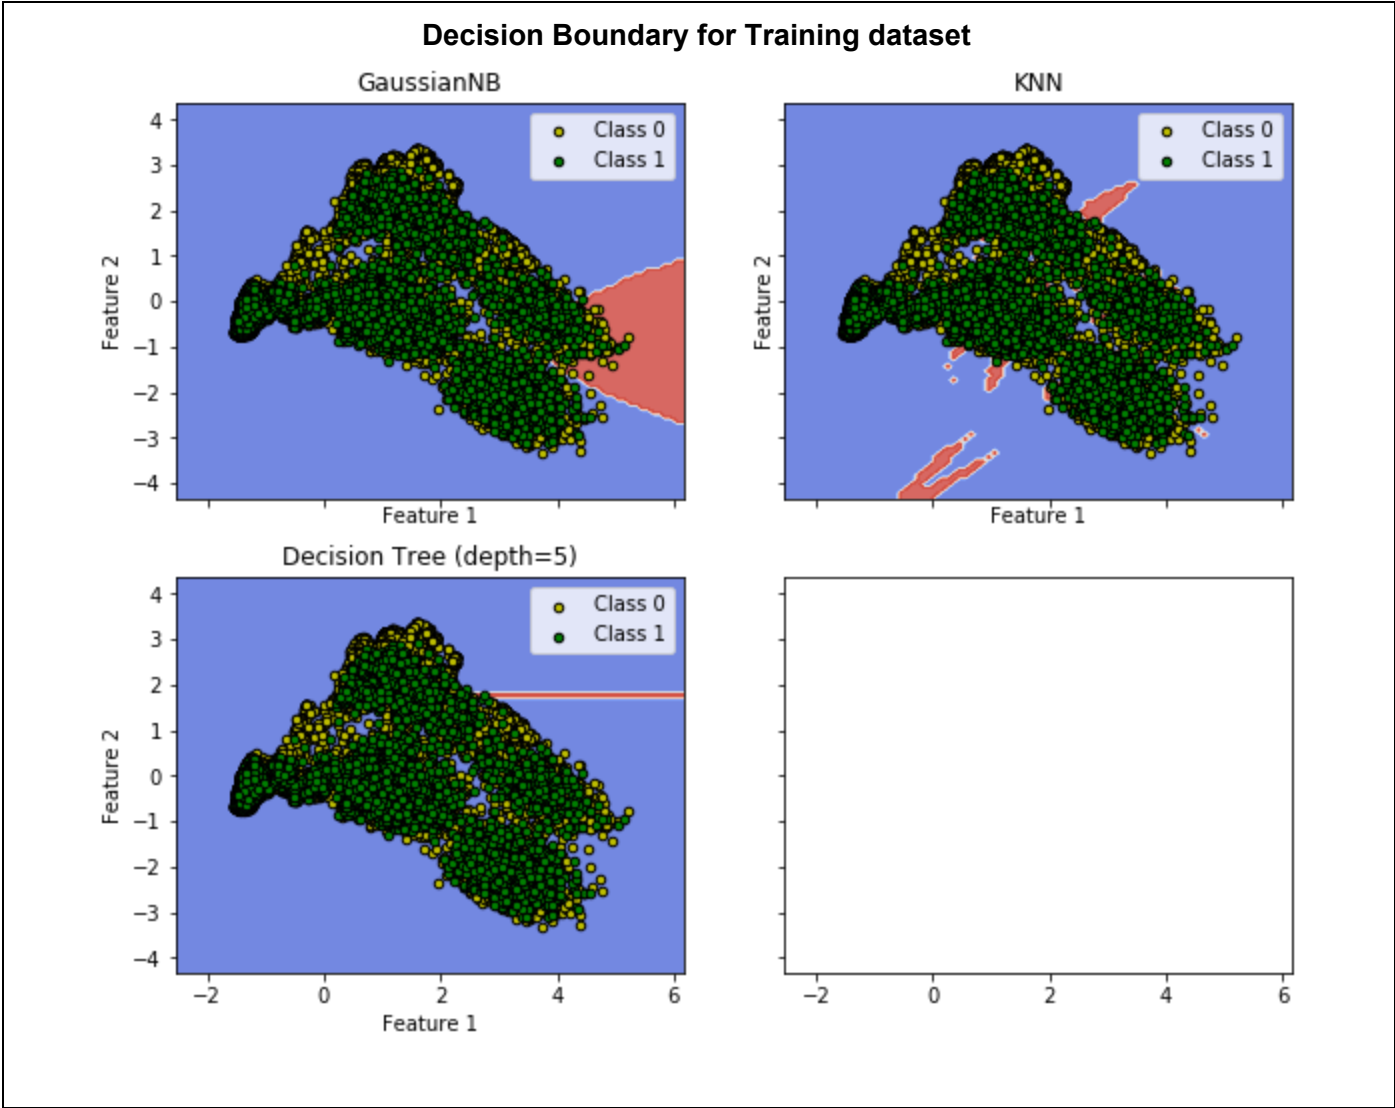 Decision Boundary for Training dataset
GaussianNB
KNN
4
3
2
1
0
−1
−2
−3
−4
Feature 2
Class 0
Class 1
Feature 1
Feature 2
Class 0
Class 1
Feature 1
Decision Tree (depth=5)
4
3
2
1
0
−1
−2
−3
−4
Feature 2
Class 0
Class 1
−2 0 2 4 6
Feature 1
−2 0 2 4 6